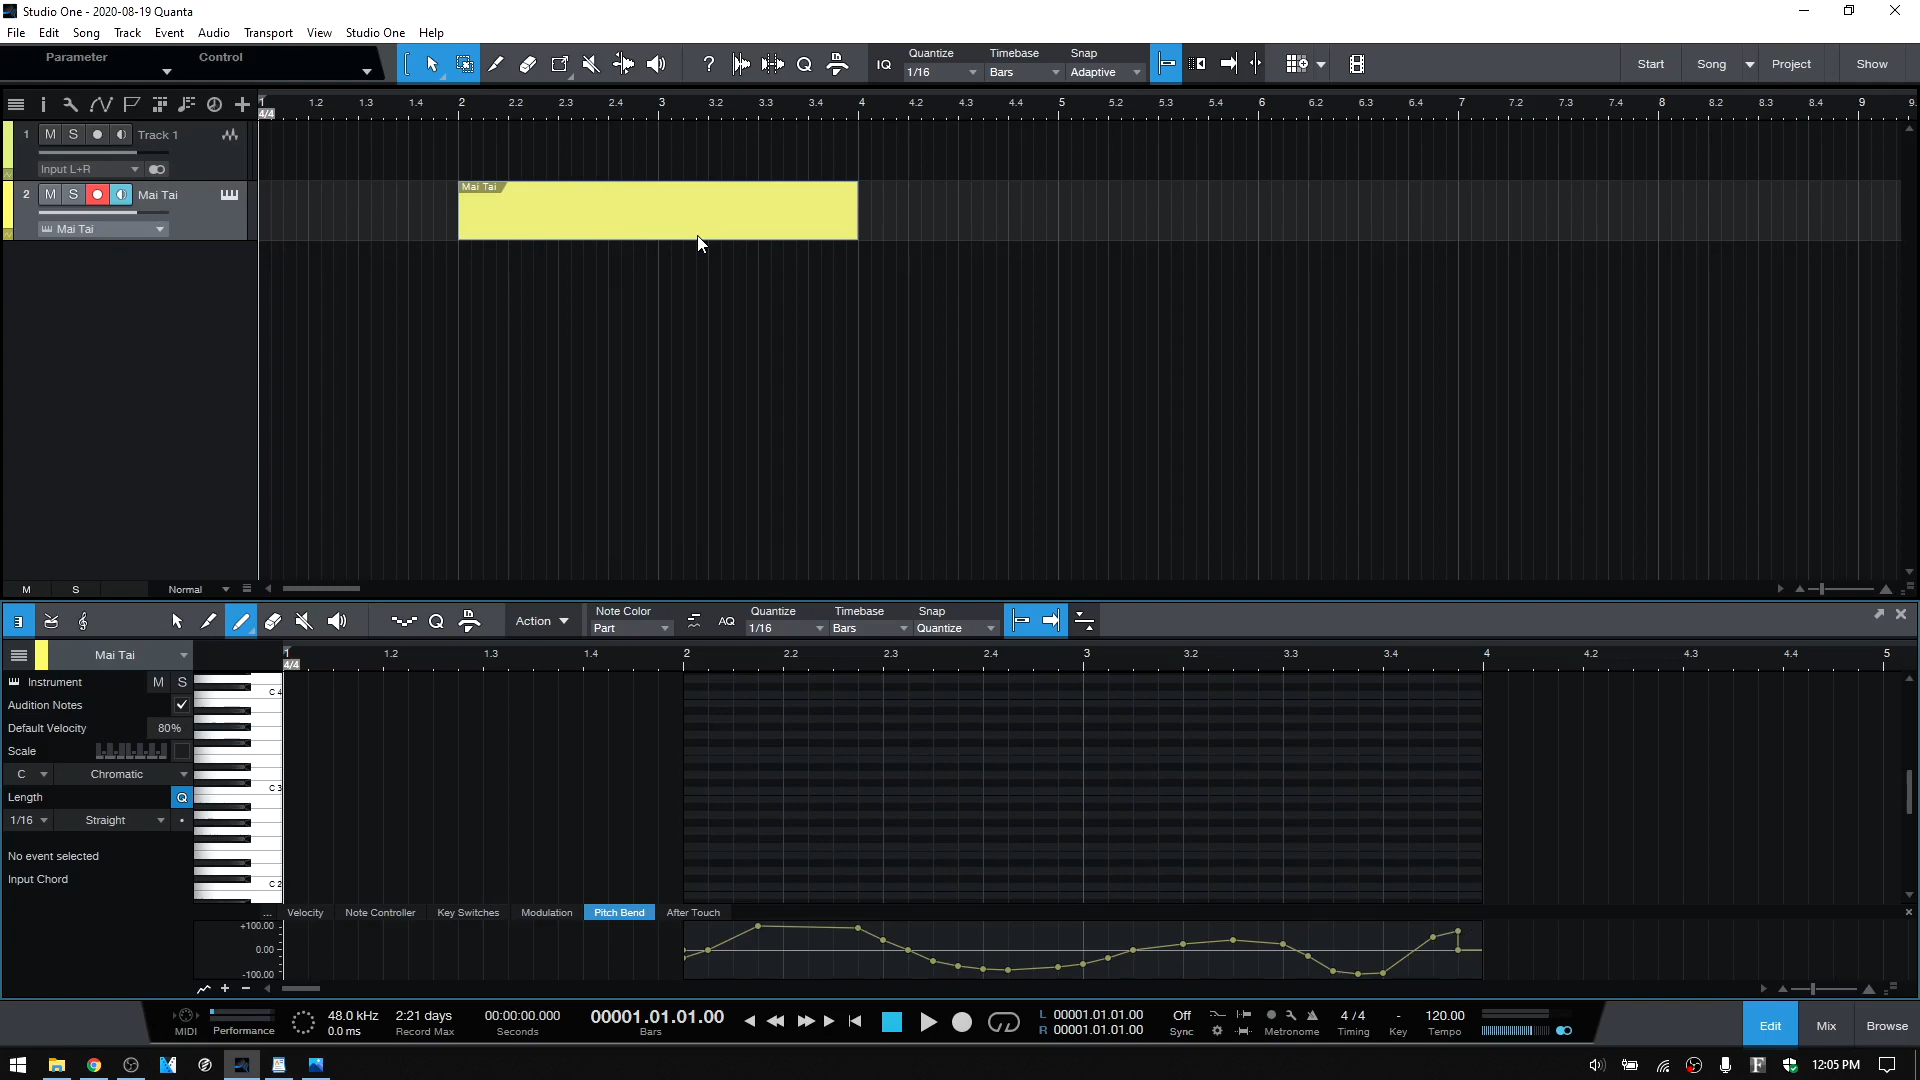 Studio One - 2020-08-19 Quanta
File Edit Song Track Event Audio Transport View Studio One Help
Parameter Control
IQ Quantize 1/16 Timebase Bars Snap Adaptive
Start Song Project Show
1 1.2 1.3 1.4 2 2.2 2.3 2.4 3 3.2 3.3 3.4 4 4.2 4.3 4.4 5 5.2 5.3 5.4 6 6.2 6.3 6.4 7 7.2 7.3 7.4 8 8.2 8.3 8.4 9 9.
4/4
1 M S Track 1
Input L+R
2 M S Mai Tai
Mai Tai
Mai Tai
M S Normal
Action Note Color Part AQ Quantize 1/16 Timebase Bars Snap Quantize
Mai Tai
1 1.2 1.3 1.4 2 2.2 2.3 2.4 3 3.2 3.3 3.4 4 4.2 4.3 4.4 5
4/4
Instrument M S
Audition Notes
Default Velocity 80%
Scale
C Chromatic
Length Q
1/16 Straight
No event selected
Input Chord
C 4
C 3
C 2
... Velocity Note Controller Key Switches Modulation Pitch Bend After Touch
+100.00
0.00
-100.00
MIDI Performance 48.0 kHz 0.0 ms 2:21 days Record Max 00:00:00.000 Seconds 00001.01.01.00 Bars
L 00001.01.01.00
R 00001.01.01.00
Off Sync Metronome 4 / 4 Timing - Key 120.00 Tempo
Edit Mix Browse
12:05 PM